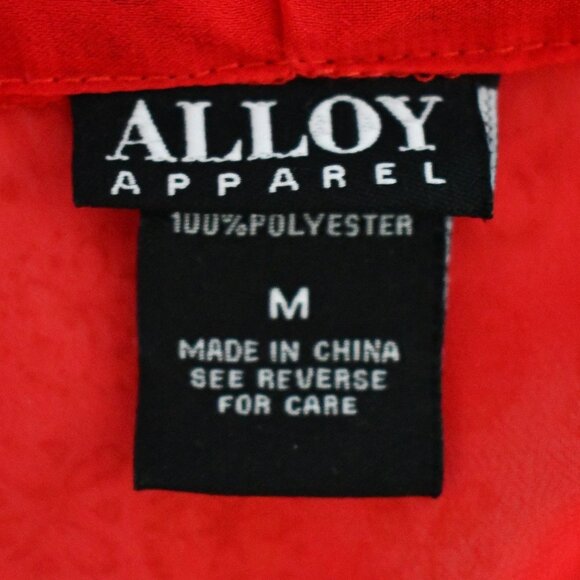 ALLOY
APPAREL
100%POLYESTER
M
MADE IN CHINA
SEE REVERSE
FOR CARE